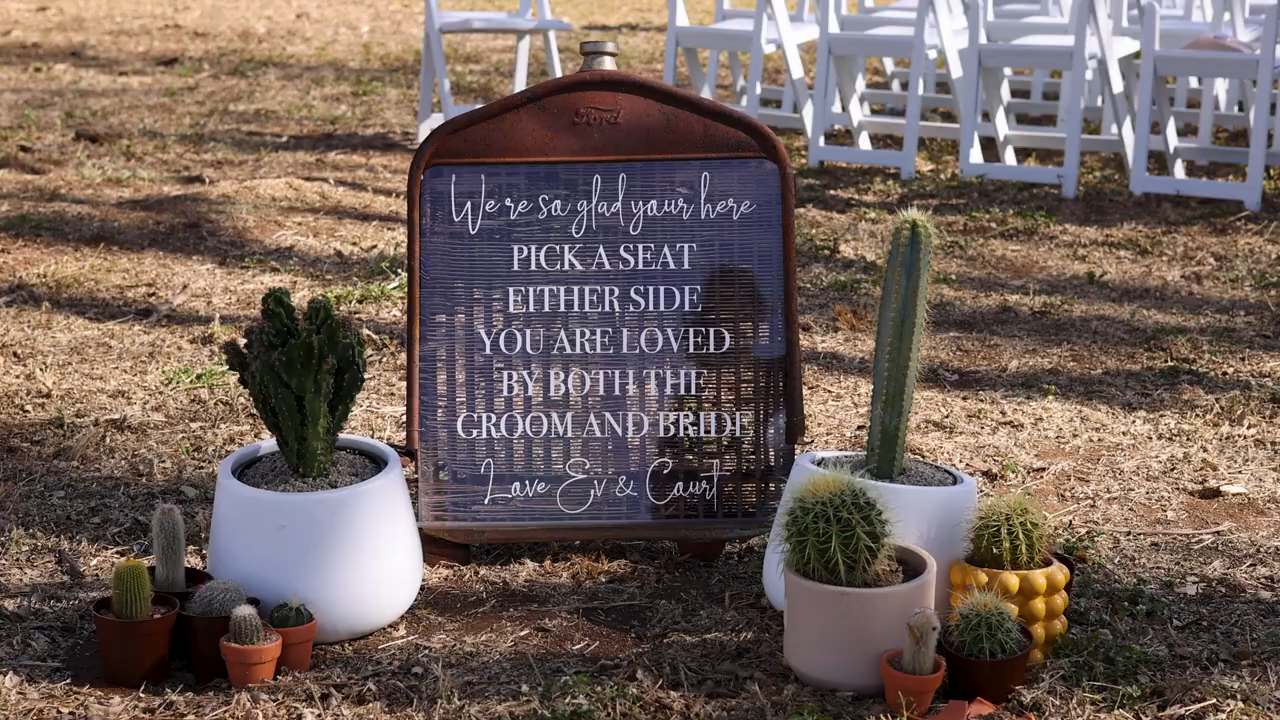 Ford
We're so glad your here
PICK A SEAT
EITHER SIDE
YOU ARE LOVED
BY BOTH THE
GROOM AND BRIDE
Love Ev & Court